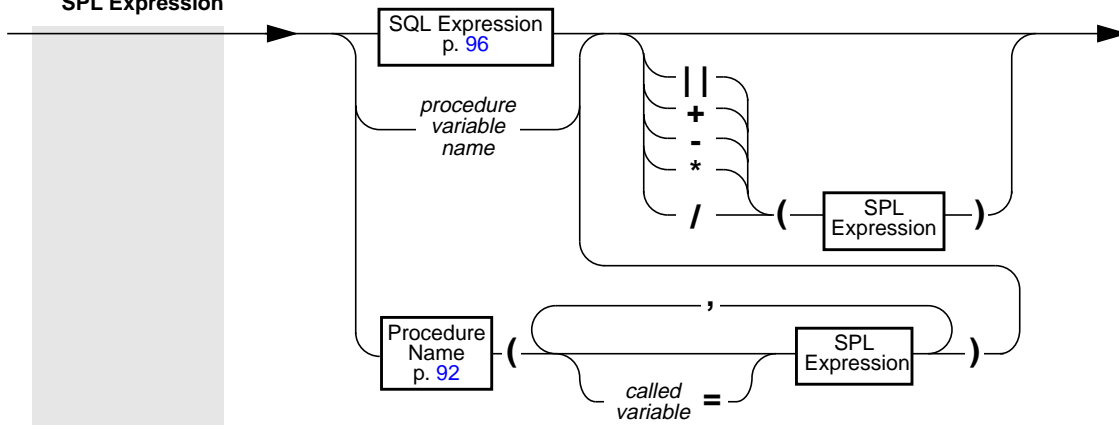 SPL Expression
SQL Expression
p. 96
procedure
variable
name
||
+
-
*
/
(
SPL
Expression
)
,
Procedure
Name
p. 92
(
called
variable =
SPL
Expression
)